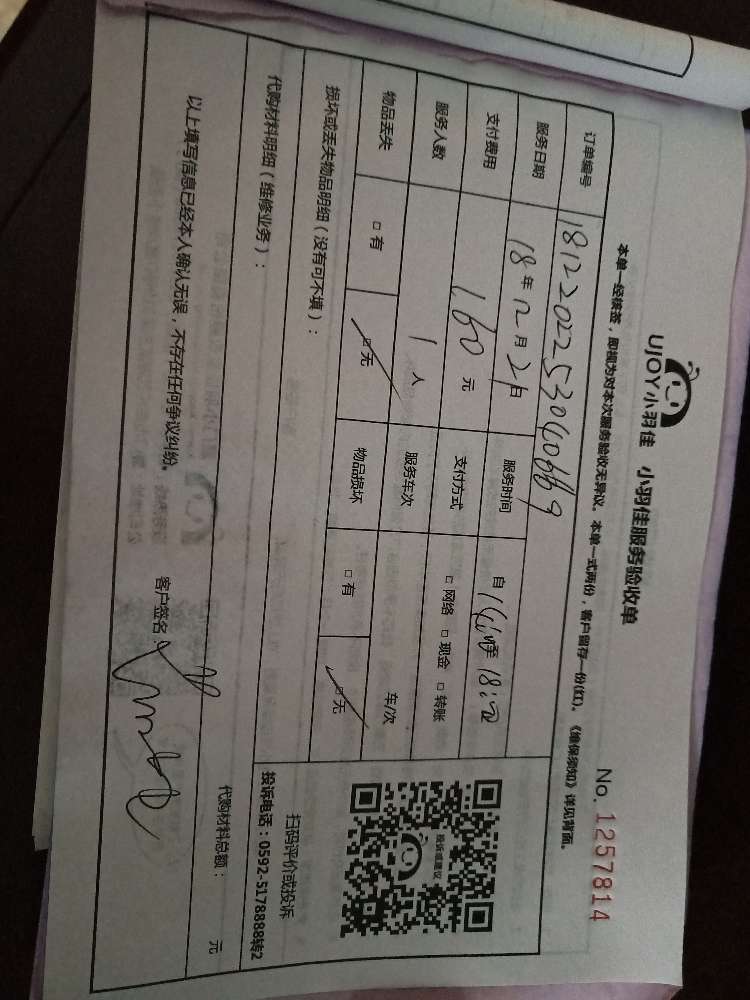 UJOY小羽佳 小羽佳服务验收单
No. 1257814
本单一经核签，即视为对本次服务验收无异议。本单一式两份，客户留存一份(红)。《维保须知》详见背面。
订单编号
服务日期 18年12月21日 服务时间 自
支付费用 160元 支付方式 □ 网络 □ 现金 □ 转账
服务人数 1人 服务车次 车/次
物品丢失 □ 有 □ 无 物品损坏 □ 有 □ 无
损坏或丢失物品明细（没有可不填）：
投诉或建议
扫码评价或投诉
投诉电话：0592-5178888转2
代购材料明细（维修业务）：
代购材料总额： 元
以上填写信息已经本人确认无误，不存在任何争议纠纷。 客户签名：